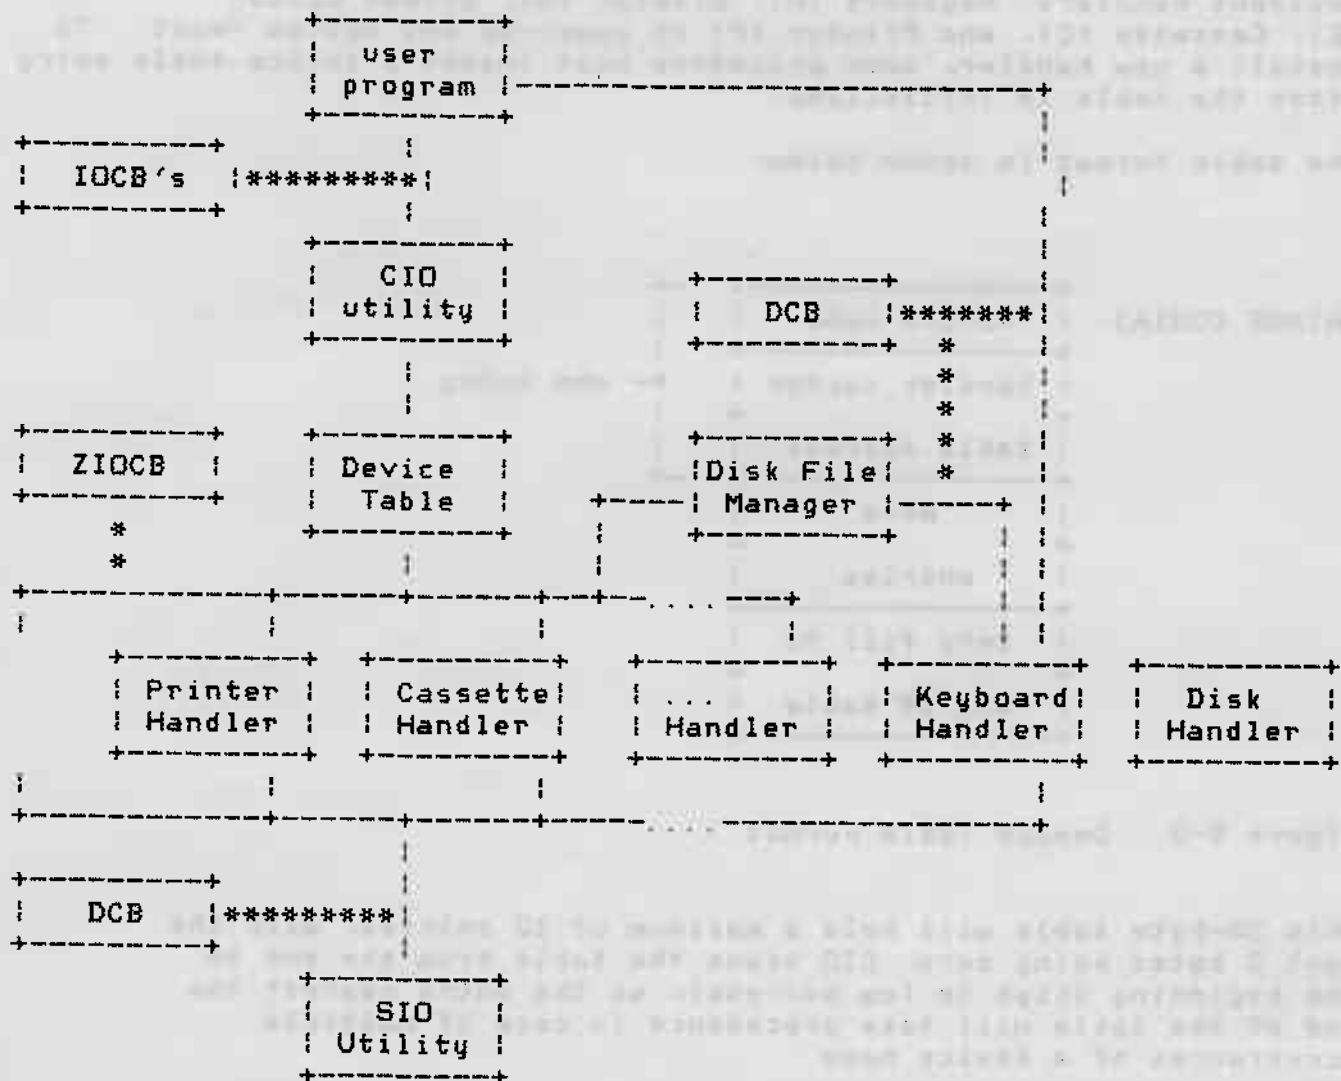 user
program
IOCB's
*********
CIO
utility
DCB
*******
*
*
*
*
*
ZIOCB
Device
Table
Disk File
Manager
*
*
....
Printer
Handler
Cassette
Handler
...
Handler
Keyboard
Handler
Disk
Handler
....
DCB
*********
SIO
Utility